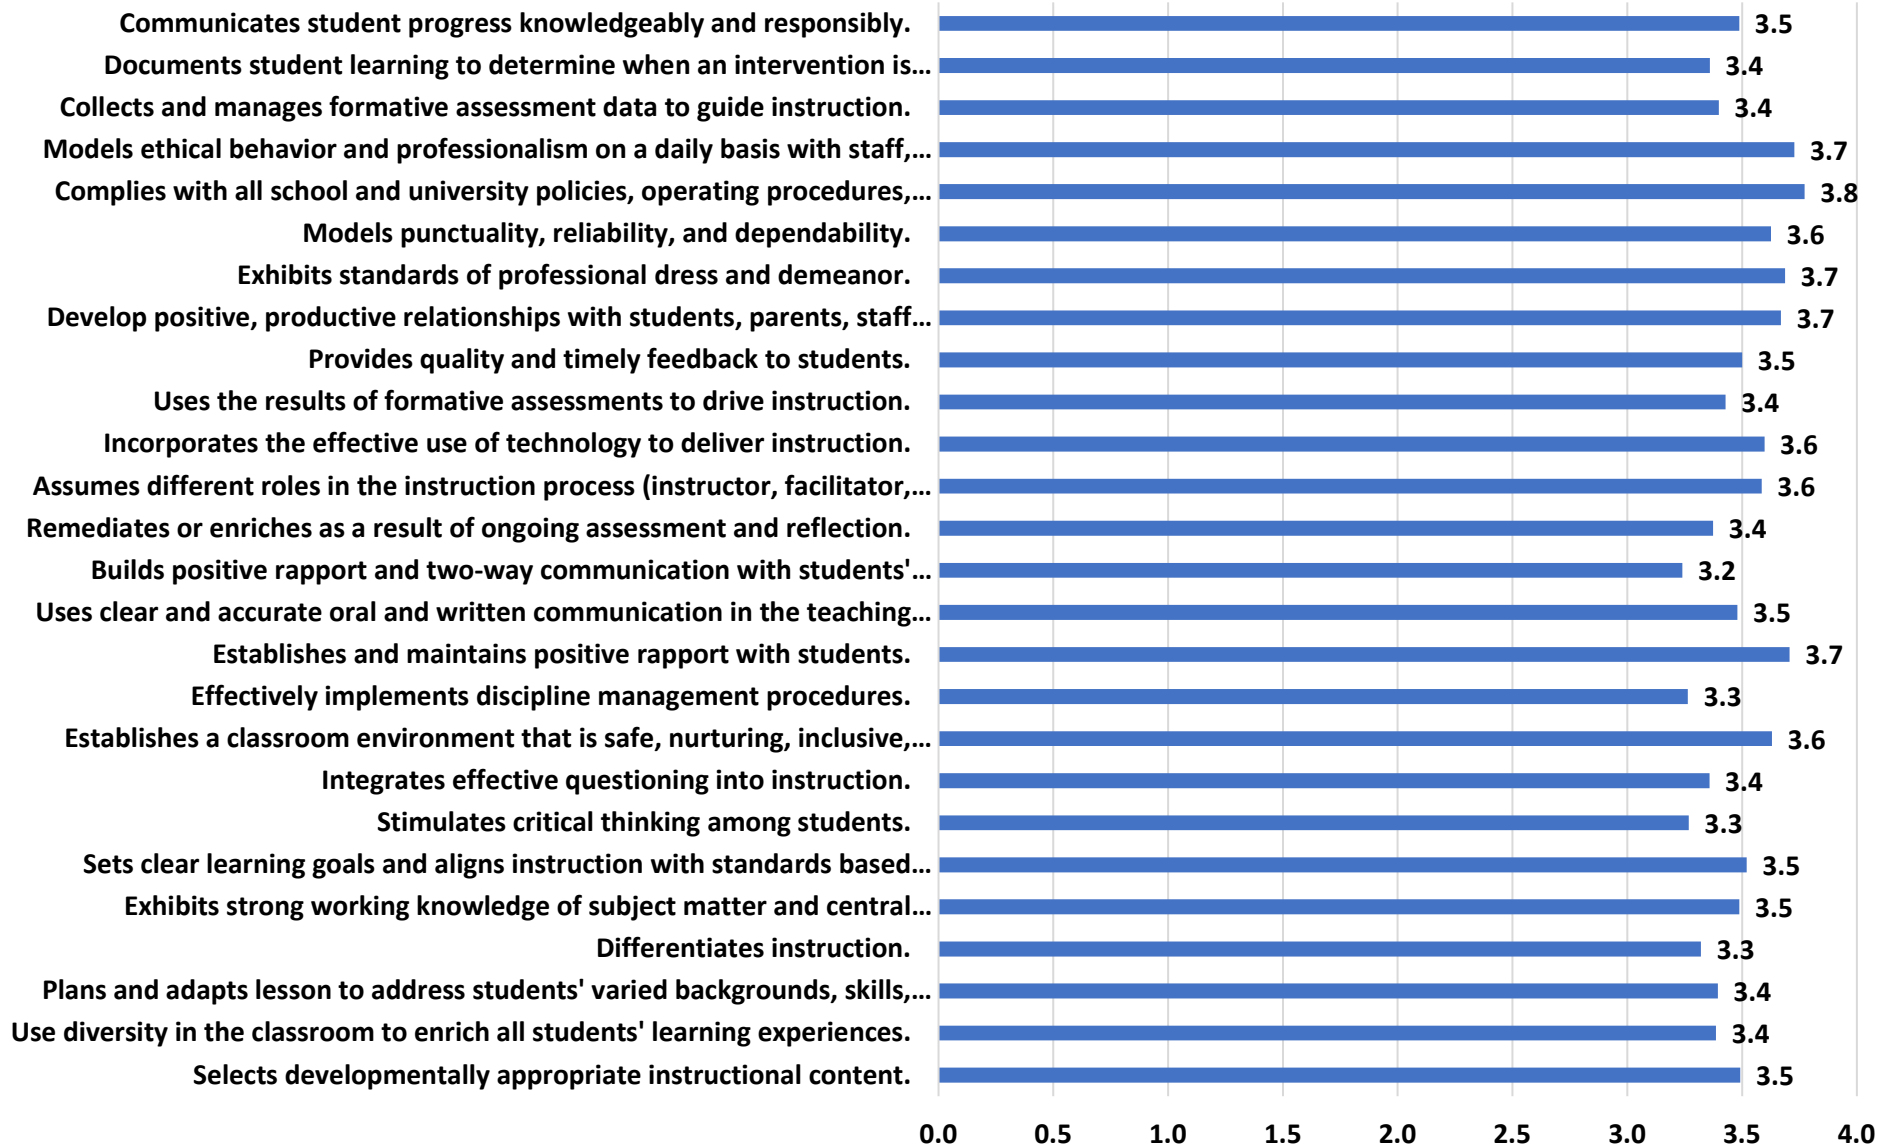 Communicates student progress knowledgeably and responsibly. 3.5
Documents student learning to determine when an intervention is... 3.4
Collects and manages formative assessment data to guide instruction. 3.4
Models ethical behavior and professionalism on a daily basis with staff,... 3.7
Complies with all school and university policies, operating procedures,... 3.8
Models punctuality, reliability, and dependability. 3.6
Exhibits standards of professional dress and demeanor. 3.7
Develop positive, productive relationships with students, parents, staff... 3.7
Provides quality and timely feedback to students. 3.5
Uses the results of formative assessments to drive instruction. 3.4
Incorporates the effective use of technology to deliver instruction. 3.6
Assumes different roles in the instruction process (instructor, facilitator,... 3.6
Remediates or enriches as a result of ongoing assessment and reflection. 3.4
Builds positive rapport and two-way communication with students'... 3.2
Uses clear and accurate oral and written communication in the teaching... 3.5
Establishes and maintains positive rapport with students. 3.7
Effectively implements discipline management procedures. 3.3
Establishes a classroom environment that is safe, nurturing, inclusive,... 3.6
Integrates effective questioning into instruction. 3.4
Stimulates critical thinking among students. 3.3
Sets clear learning goals and aligns instruction with standards based... 3.5
Exhibits strong working knowledge of subject matter and central... 3.5
Differentiates instruction. 3.3
Plans and adapts lesson to address students' varied backgrounds, skills,... 3.4
Use diversity in the classroom to enrich all students' learning experiences. 3.4
Selects developmentally appropriate instructional content. 3.5
0.0 0.5 1.0 1.5 2.0 2.5 3.0 3.5 4.0